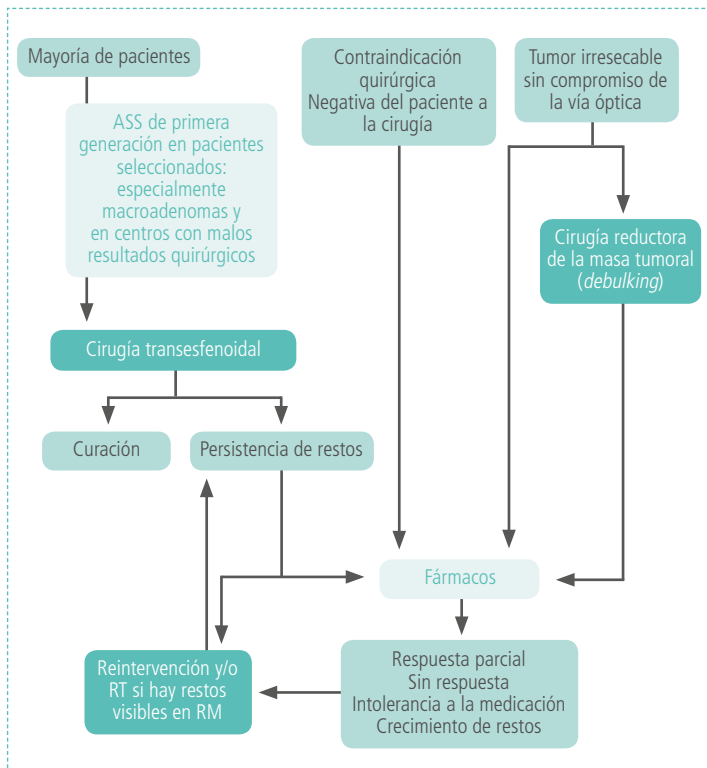 Mayoría de pacientes
ASS de primera
generación en pacientes
seleccionados:
especialmente
macroadenomas y
en centros con malos
resultados quirúrgicos
Cirugía transesfenoidal
Curación
Persistencia de restos
Contraindicación
quirúrgica
Negativa del paciente a
la cirugía
Tumor irresecable
sin compromiso de
la vía óptica
Cirugía reductora
de la masa tumoral
(debulking)
Fármacos
Respuesta parcial
Sin respuesta
Intolerancia a la medicación
Crecimiento de restos
Reintervención y/o
RT si hay restos
visibles en RM